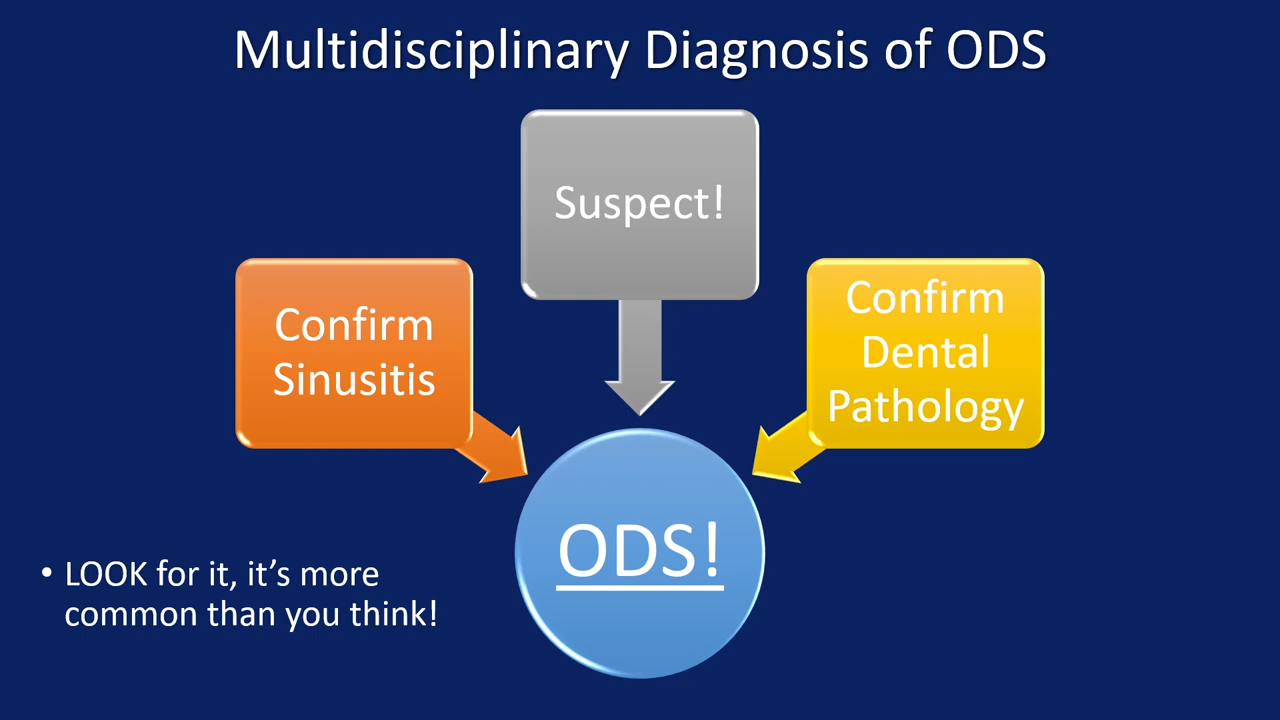 Multidisciplinary Diagnosis of ODS
Suspect!
Confirm
Sinusitis
Confirm
Dental
Pathology
ODS!
• LOOK for it, it’s more
common than you think!